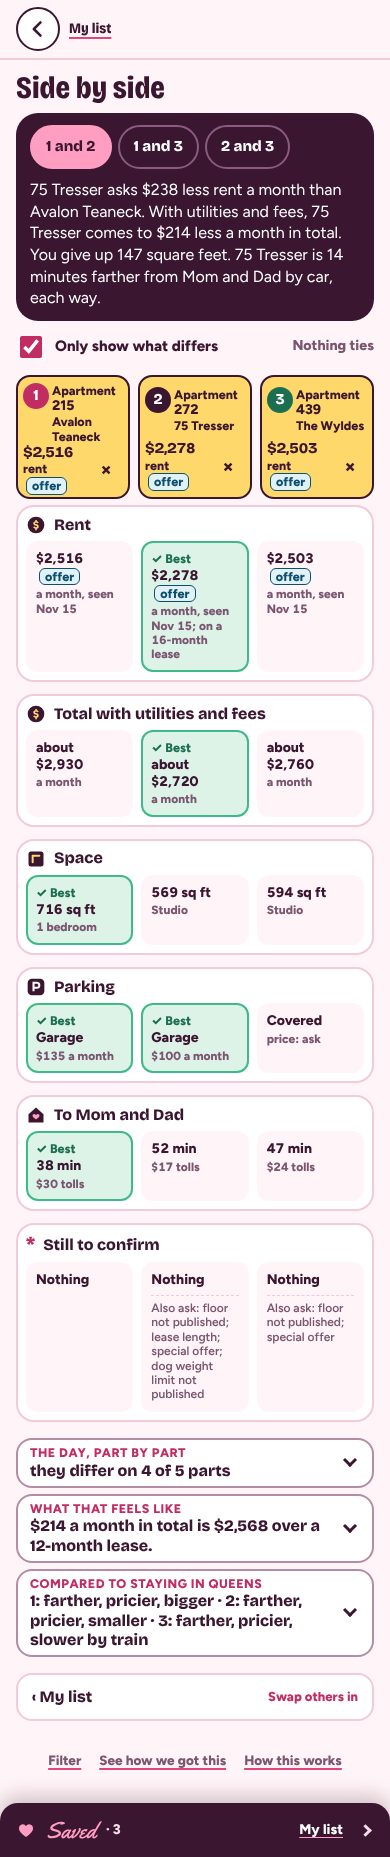 My list
Side by side
1 and 2
1 and 3
2 and 3
75 Tresser asks $238 less rent a month than
Avalon Teaneck. With utilities and fees, 75
Tresser comes to $214 less a month in total.
You give up 147 square feet. 75 Tresser is 14
minutes farther from Mom and Dad by car,
each way.
Only show what differs
Nothing ties
1
Apartment
215
Avalon
Teaneck
$2,516
rent
×
offer
2
Apartment
272
75 Tresser
$2,278
rent
×
offer
3
Apartment
439
The Wyldes
$2,503
rent
×
offer
Rent
$2,516
offer
a month, seen
Nov 15
✓ Best
$2,278
offer
a month, seen
Nov 15; on a
16-month
lease
$2,503
offer
a month, seen
Nov 15
Total with utilities and fees
about
$2,930
a month
✓ Best
about
$2,720
a month
about
$2,760
a month
Space
✓ Best
716 sq ft
1 bedroom
569 sq ft
Studio
594 sq ft
Studio
P
Parking
✓ Best
Garage
$135 a month
✓ Best
Garage
$100 a month
Covered
price: ask
To Mom and Dad
✓ Best
38 min
$30 tolls
52 min
$17 tolls
47 min
$24 tolls
* Still to confirm
Nothing
Nothing
Also ask: floor
not published;
lease length;
special offer;
dog weight
limit not
published
Nothing
Also ask: floor
not published;
special offer
THE DAY, PART BY PART
they differ on 4 of 5 parts
WHAT THAT FEELS LIKE
$214 a month in total is $2,568 over a
12-month lease.
COMPARED TO STAYING IN QUEENS
1: farther, pricier, bigger · 2: farther,
pricier, smaller · 3: farther, pricier,
slower by train
‹ My list
Swap others in
Filter
See how we got this
How this works
Saved · 3
My list